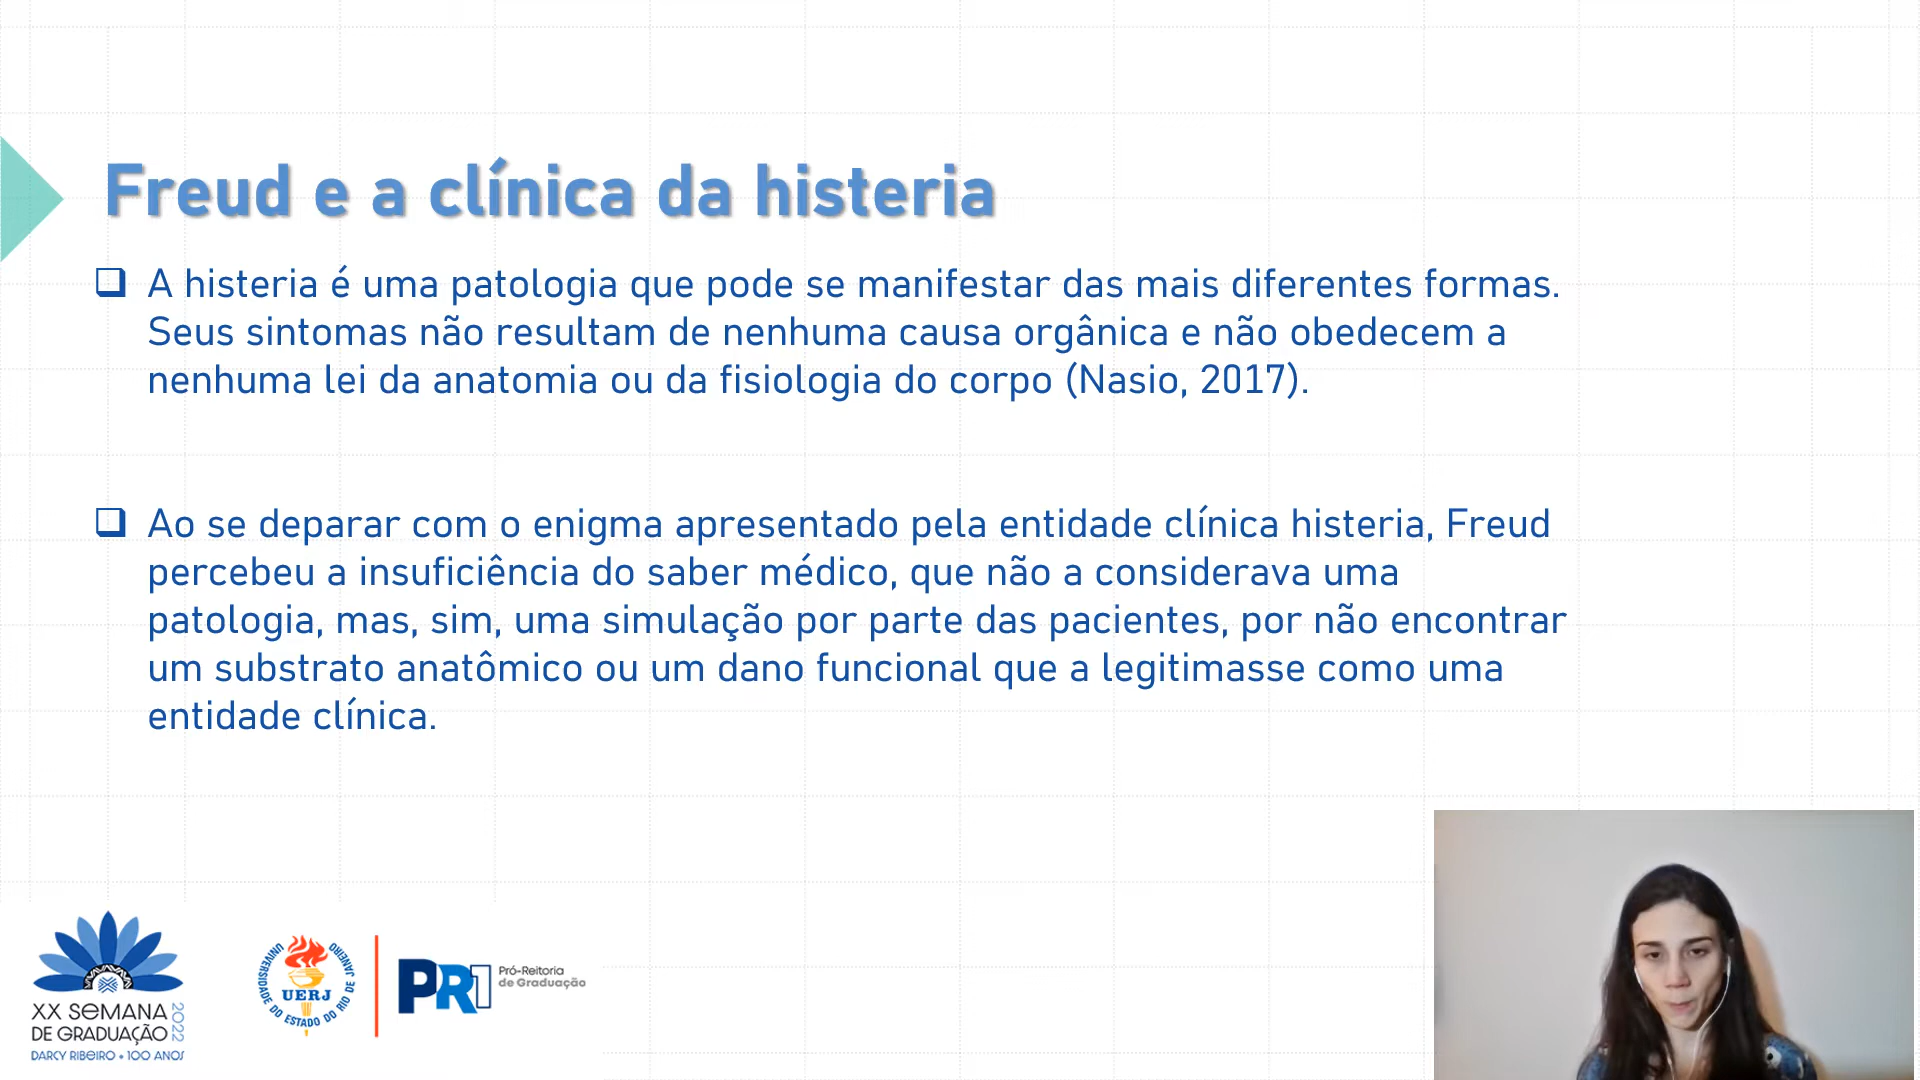 Freud e a clínica da histeria
A histeria é uma patologia que pode se manifestar das mais diferentes formas.
Seus sintomas não resultam de nenhuma causa orgânica e não obedecem a
nenhuma lei da anatomia ou da fisiologia do corpo (Nasio, 2017).
Ao se deparar com o enigma apresentado pela entidade clínica histeria, Freud
percebeu a insuficiência do saber médico, que não a considerava uma
patologia, mas, sim, uma simulação por parte das pacientes, por não encontrar
um substrato anatômico ou um dano funcional que a legitimasse como uma
entidade clínica.
XX SEMANA
DE GRADUAÇÃO
2022
DARCY RIBEIRO • 100 ANOS
UNIVERSIDADE DO ESTADO DO RIO DE JANEIRO
UERJ
PR1
Pró-Reitoria
de Graduação